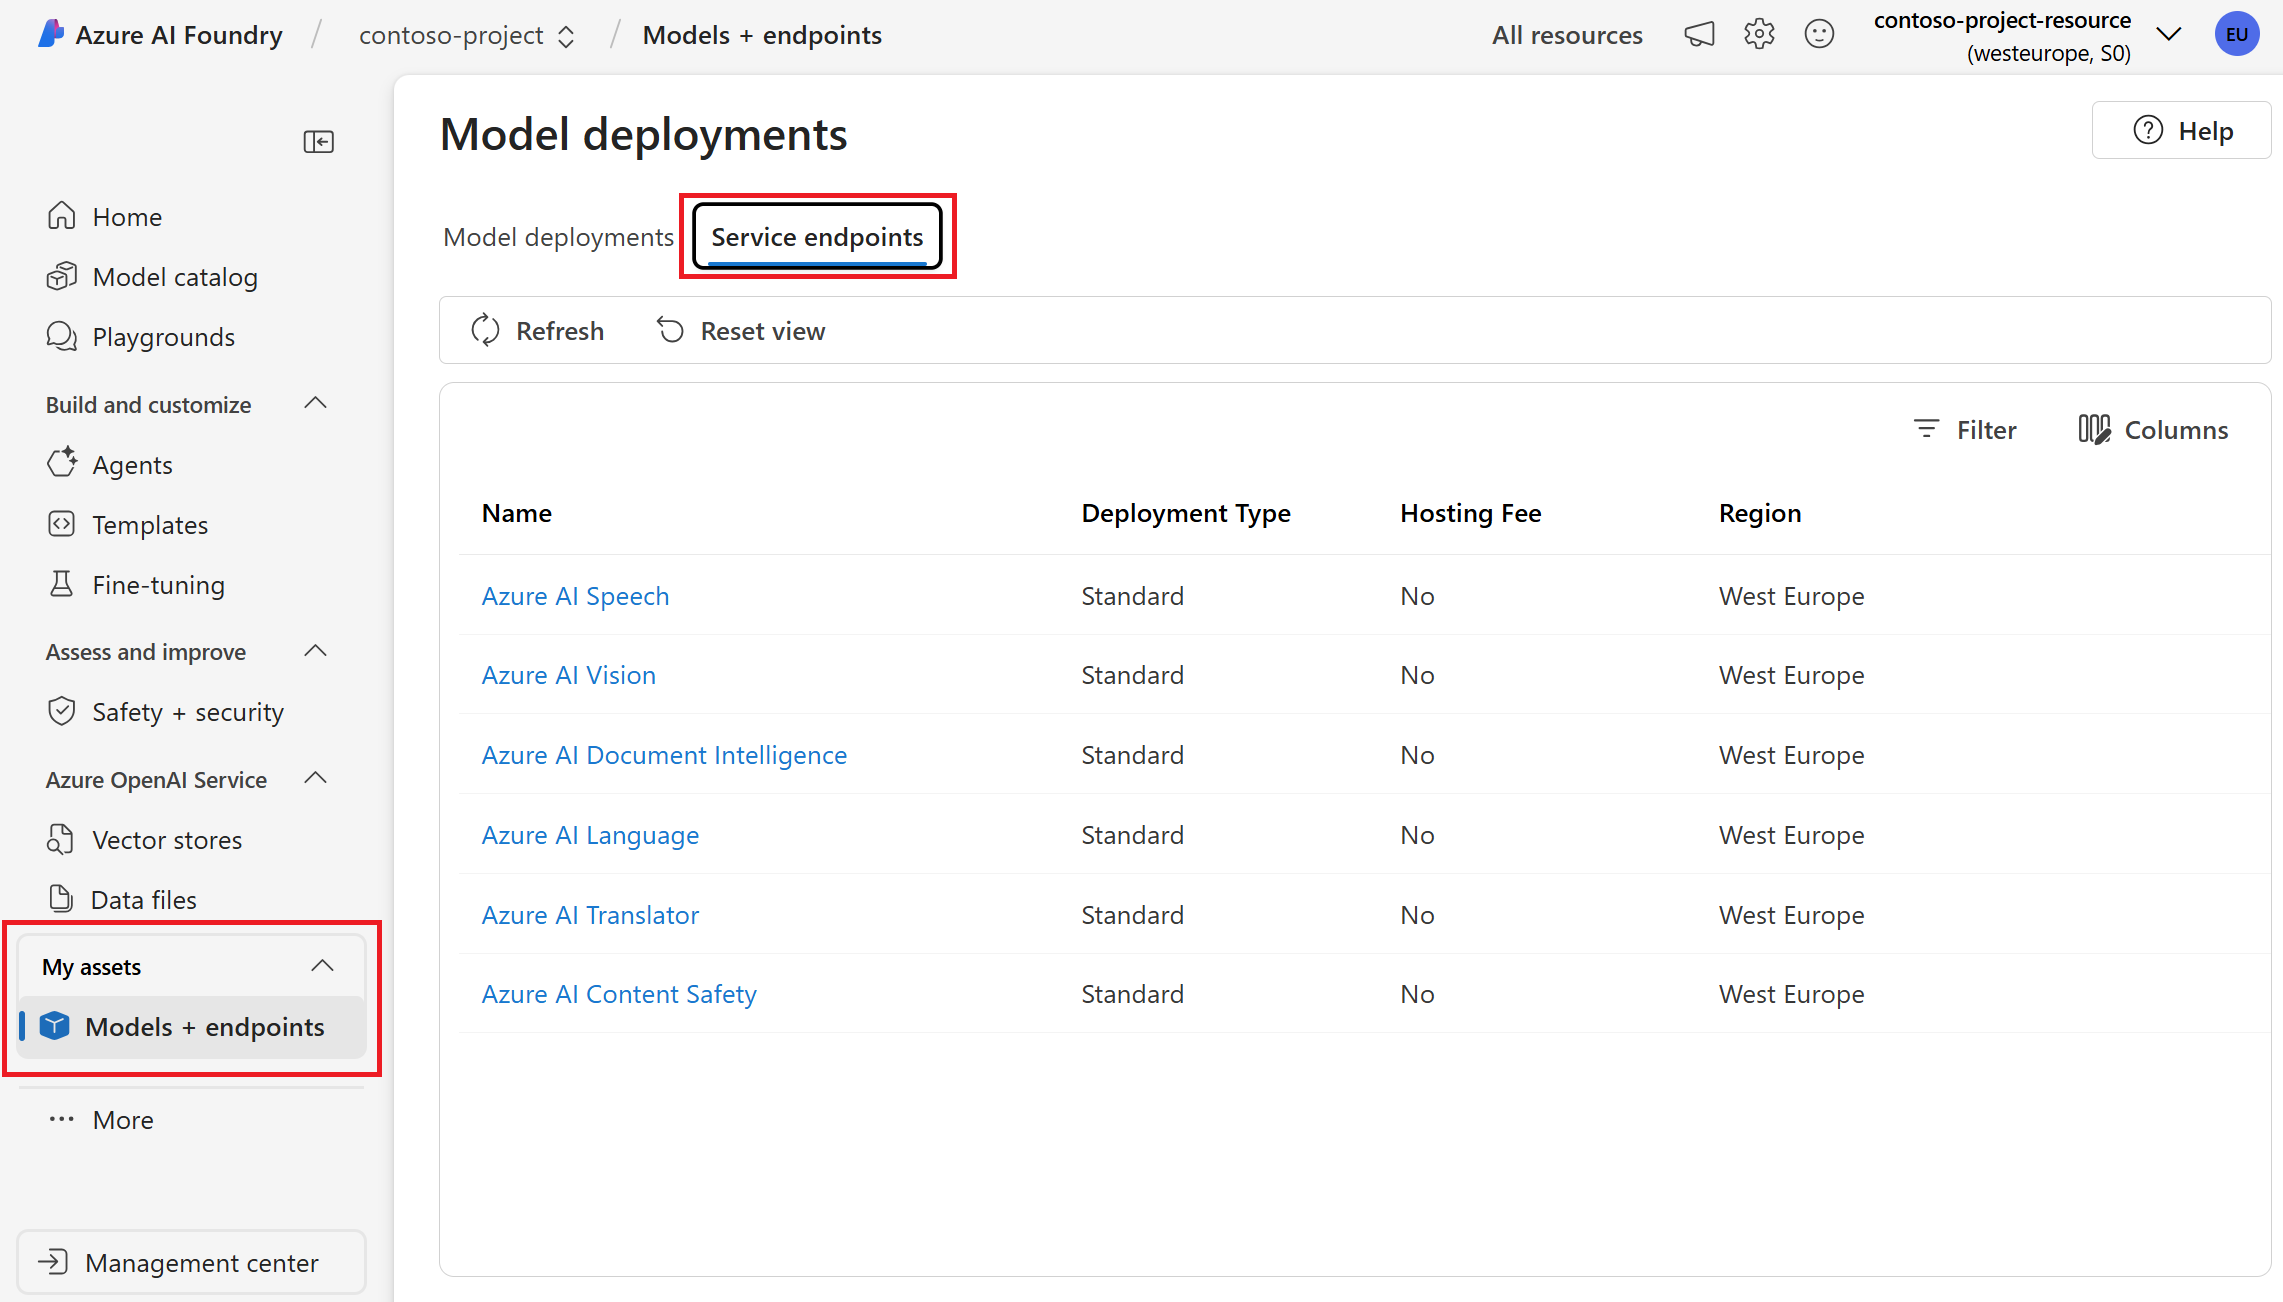 Azure AI Foundry / contoso-project / Models + endpoints
All resources
contoso-project-resource
(westeurope, S0)
EU
Home
Model catalog
Playgrounds
Build and customize
Agents
Templates
Fine-tuning
Assess and improve
Safety + security
Azure OpenAI Service
Vector stores
Data files
My assets
Models + endpoints
More
Management center
Model deployments
Help
Model deployments Service endpoints
Refresh Reset view
Filter Columns
Name Deployment Type Hosting Fee Region
Azure AI Speech Standard No West Europe
Azure AI Vision Standard No West Europe
Azure AI Document Intelligence Standard No West Europe
Azure AI Language Standard No West Europe
Azure AI Translator Standard No West Europe
Azure AI Content Safety Standard No West Europe